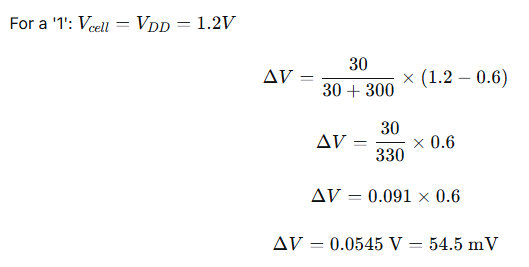 For a '1': V_cell = V_DD = 1.2V
ΔV = 30/(30 + 300) × (1.2 − 0.6)
ΔV = 30/330 × 0.6
ΔV = 0.091 × 0.6
ΔV = 0.0545 V = 54.5 mV